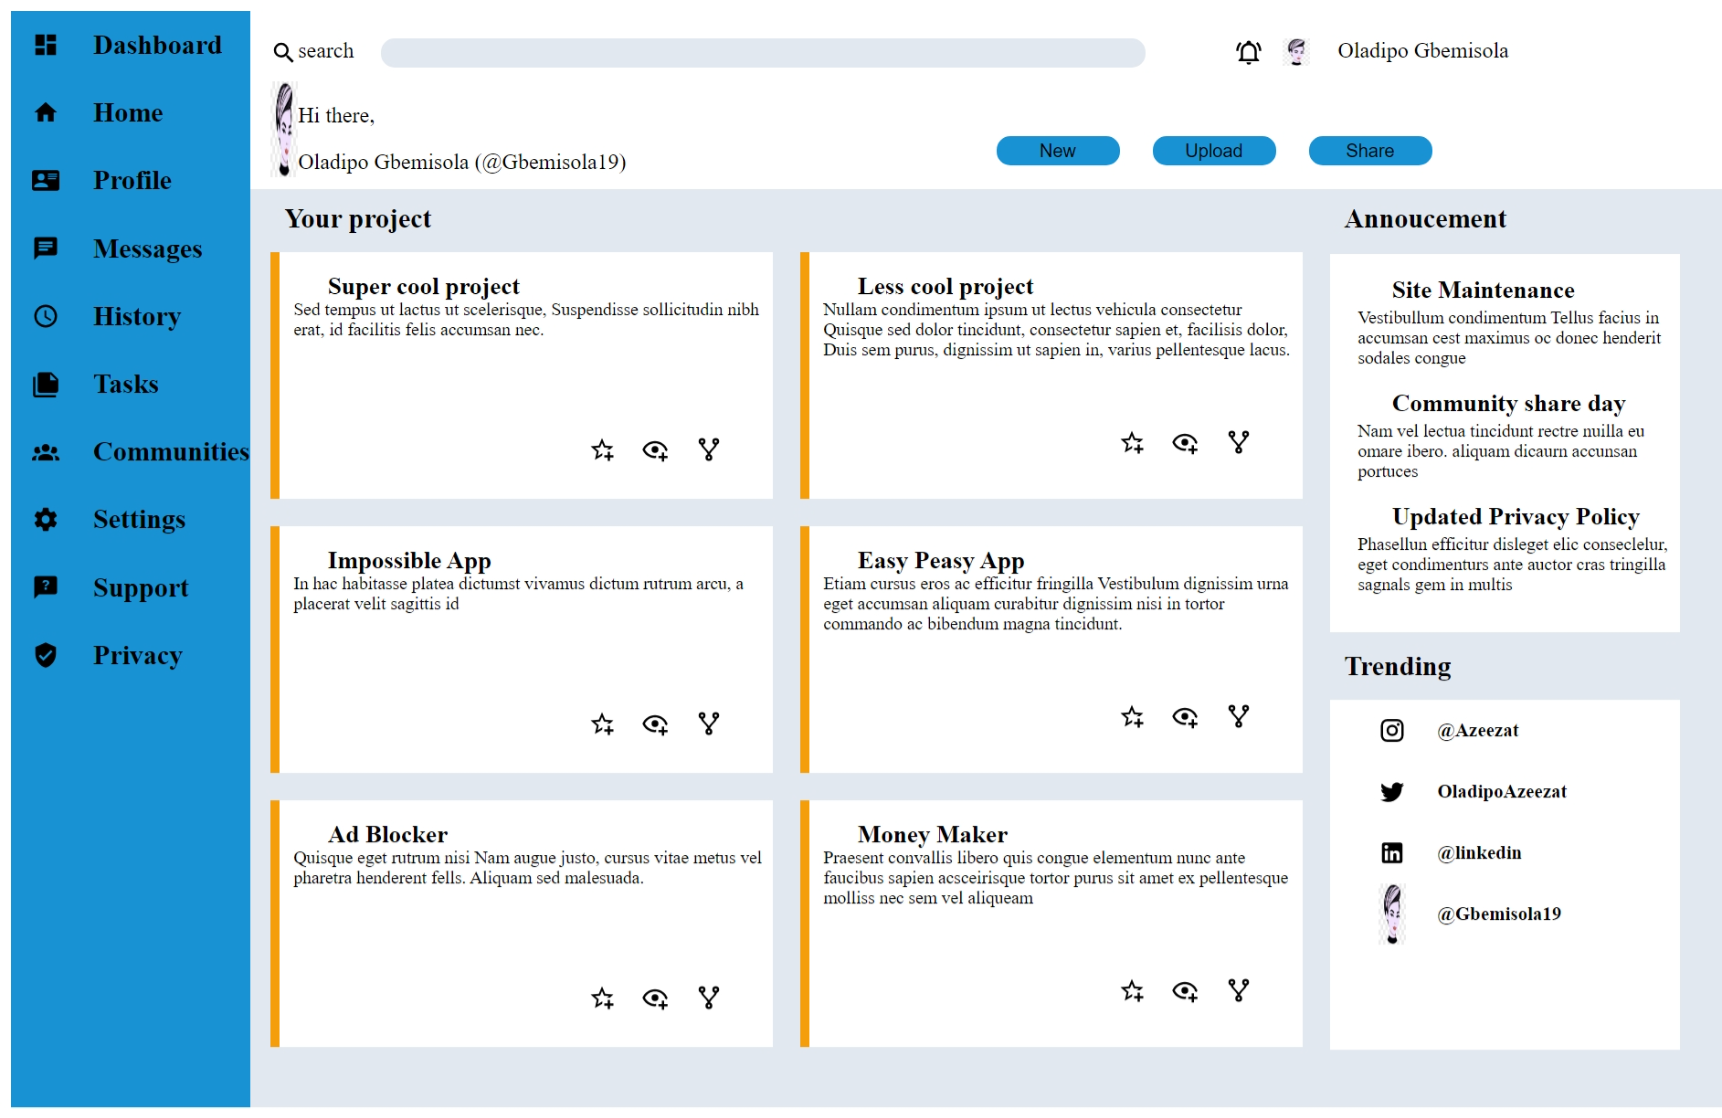 Dashboard
Home
Profile
Messages
History
Tasks
Communities
Settings
Support
Privacy
search
Oladipo Gbemisola
Hi there,
Oladipo Gbemisola (@Gbemisola19)
New
Upload
Share
Your project
Super cool project
Sed tempus ut lactus ut scelerisque, Suspendisse sollicitudin nibh
erat, id facilitis felis accumsan nec.
Less cool project
Nullam condimentum ipsum ut lectus vehicula consectetur
Quisque sed dolor tincidunt, consectetur sapien et, facilisis dolor,
Duis sem purus, dignissim ut sapien in, varius pellentesque lacus.
Impossible App
In hac habitasse platea dictumst vivamus dictum rutrum arcu, a
placerat velit sagittis id
Easy Peasy App
Etiam cursus eros ac efficitur fringilla Vestibulum dignissim urna
eget accumsan aliquam curabitur dignissim nisi in tortor
commando ac bibendum magna tincidunt.
Ad Blocker
Quisque eget rutrum nisi Nam augue justo, cursus vitae metus vel
pharetra henderent fells. Aliquam sed malesuada.
Money Maker
Praesent convallis libero quis congue elementum nunc ante
faucibus sapien acsceirisque tortor purus sit amet ex pellentesque
molliss nec sem vel aliqueam
Annoucement
Site Maintenance
Vestibullum condimentum Tellus facius in
accumsan cest maximus oc donec henderit
sodales congue
Community share day
Nam vel lectua tincidunt rectre nuilla eu
omare ibero. aliquam dicaurn accunsan
portuces
Updated Privacy Policy
Phasellun efficitur disleget elic conseclelur,
eget condimenturs ante auctor cras tringilla
sagnals gem in multis
Trending
@Azeezat
OladipoAzeezat
@linkedin
@Gbemisola19